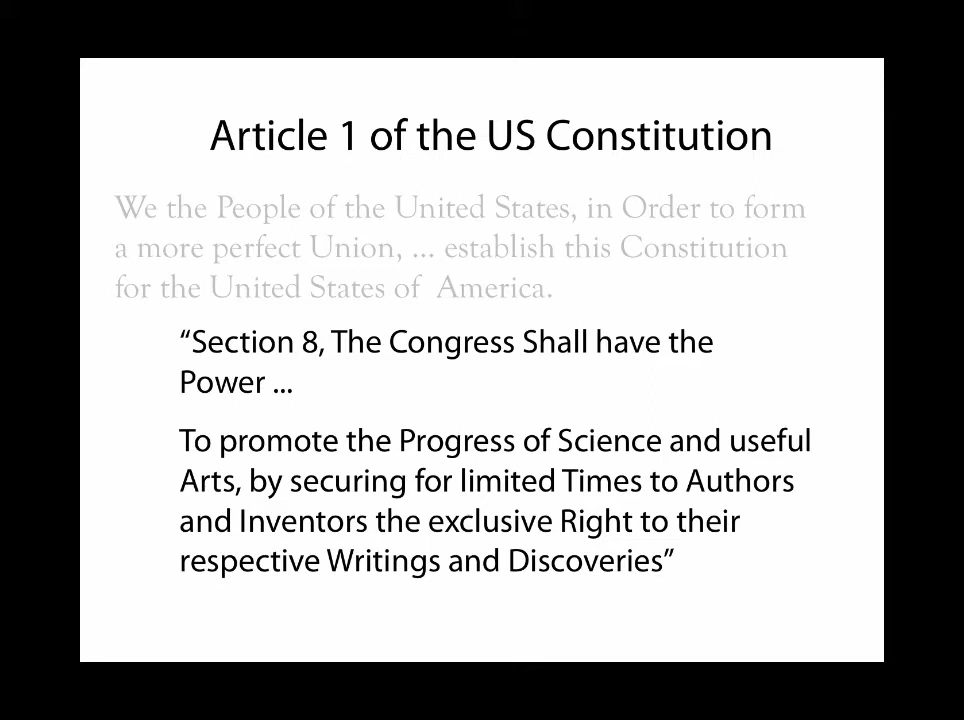 Article 1 of the US Constitution
We the People of the United States, in Order to form
a more perfect Union, ... establish this Constitution
for the United States of America.
“Section 8, The Congress Shall have the
Power ...
To promote the Progress of Science and useful
Arts, by securing for limited Times to Authors
and Inventors the exclusive Right to their
respective Writings and Discoveries”